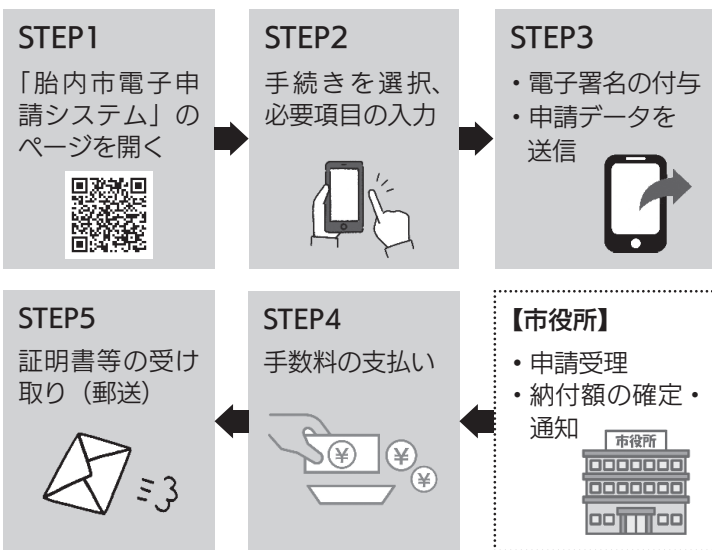 STEP1
「胎内市電子申
請システム」の
ページを開く
STEP2
手続きを選択、
必要項目の入力
STEP3
・電子署名の付与
・申請データを
送信
【市役所】
・申請受理
・納付額の確定・
通知
市役所
STEP4
手数料の支払い
¥
¥
¥
STEP5
証明書等の受け
取り（郵送）